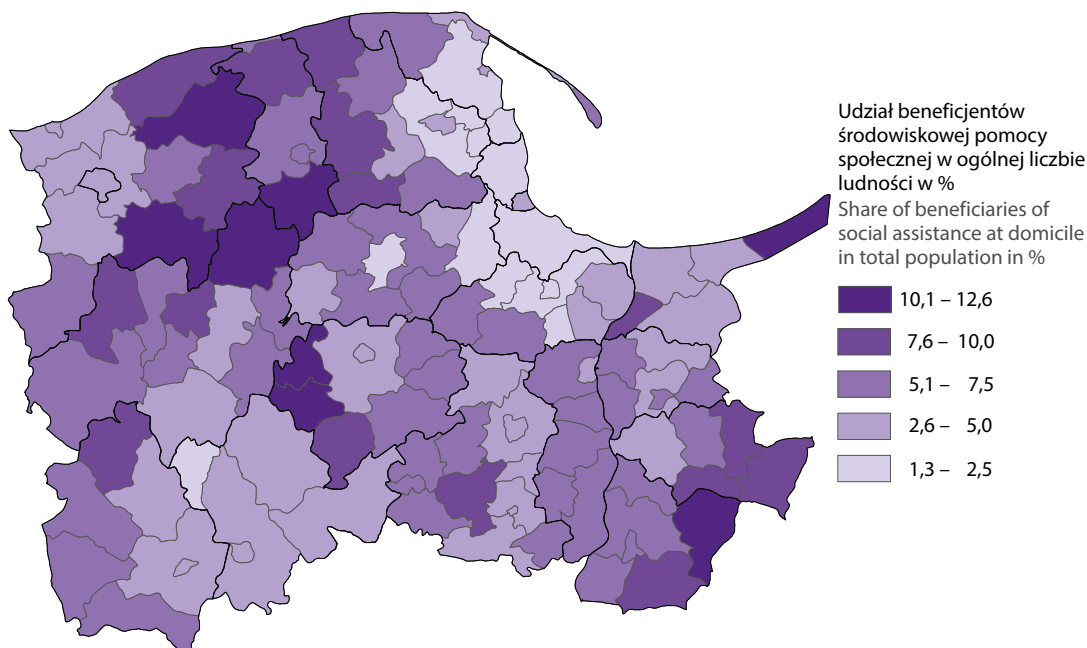 Udział beneficjentów
środowiskowej pomocy
społecznej w ogólnej liczbie
ludności w %
Share of beneficiaries of
social assistance at domicile
in total population in %
10,1 – 12,6
7,6 – 10,0
5,1 – 7,5
2,6 – 5,0
1,3 – 2,5